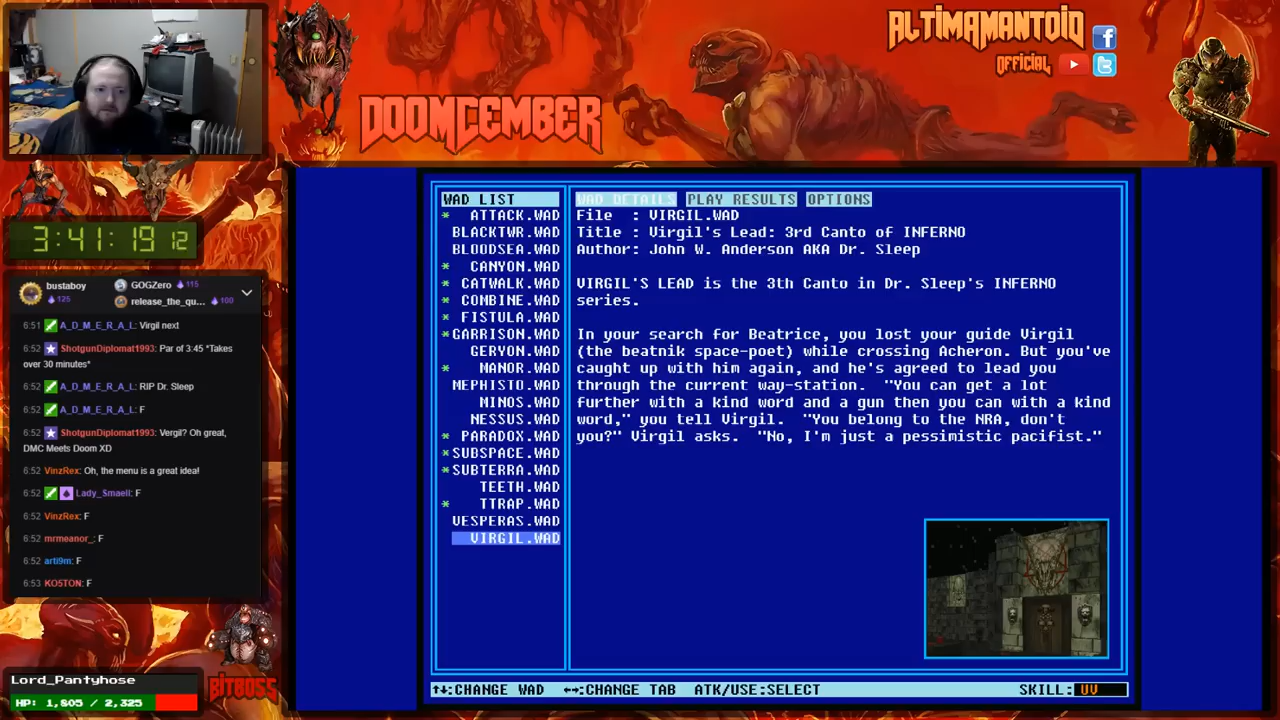 ALTIMAMANTOID
OFFICIAL
DOOMCEMBER
3:41:19 12
bustaboy
125
GOGZero 115
release_the_qu... 100
6:51 A_D_M_E_R_A_L: Virgil next
6:52 ShotgunDiplomat1993: Par of 3:45 *Takes
over 30 minutes*
6:52 A_D_M_E_R_A_L: RIP Dr. Sleep
6:52 A_D_M_E_R_A_L: F
6:52 ShotgunDiplomat1993: Vergil? Oh great,
DMC Meets Doom XD
6:52 VinzRex: Oh, the menu is a great idea!
6:52 Lady_Smaell: F
6:52 VinzRex: F
6:52 mrmeanor_: F
6:52 arti9m: F
6:53 KO5TON: F
Lord_Pantyhose
HP: 1,805 / 2,325
BITBOSS
WAD LIST
* ATTACK.WAD
BLACKTWR.WAD
BLOODSEA.WAD
* CANYON.WAD
* CATWALK.WAD
* COMBINE.WAD
* FISTULA.WAD
*GARRISON.WAD
GERYON.WAD
* MANOR.WAD
MEPHISTO.WAD
MINOS.WAD
NESSUS.WAD
* PARADOX.WAD
*SUBSPACE.WAD
*SUBTERRA.WAD
TEETH.WAD
* TTRAP.WAD
VESPERAS.WAD
VIRGIL.WAD
WAD DETAILS PLAY RESULTS OPTIONS
File : VIRGIL.WAD
Title : Virgil's Lead: 3rd Canto of INFERNO
Author: John W. Anderson AKA Dr. Sleep
VIRGIL'S LEAD is the 3th Canto in Dr. Sleep's INFERNO
series.
In your search for Beatrice, you lost your guide Virgil
(the beatnik space-poet) while crossing Acheron. But you've
caught up with him again, and he's agreed to lead you
through the current way-station. "You can get a lot
further with a kind word and a gun then you can with a kind
word," you tell Virgil. "You belong to the NRA, don't
you?" Virgil asks. "No, I'm just a pessimistic pacifist."
↑↓:CHANGE WAD ←→:CHANGE TAB ATK/USE:SELECT SKILL: UV